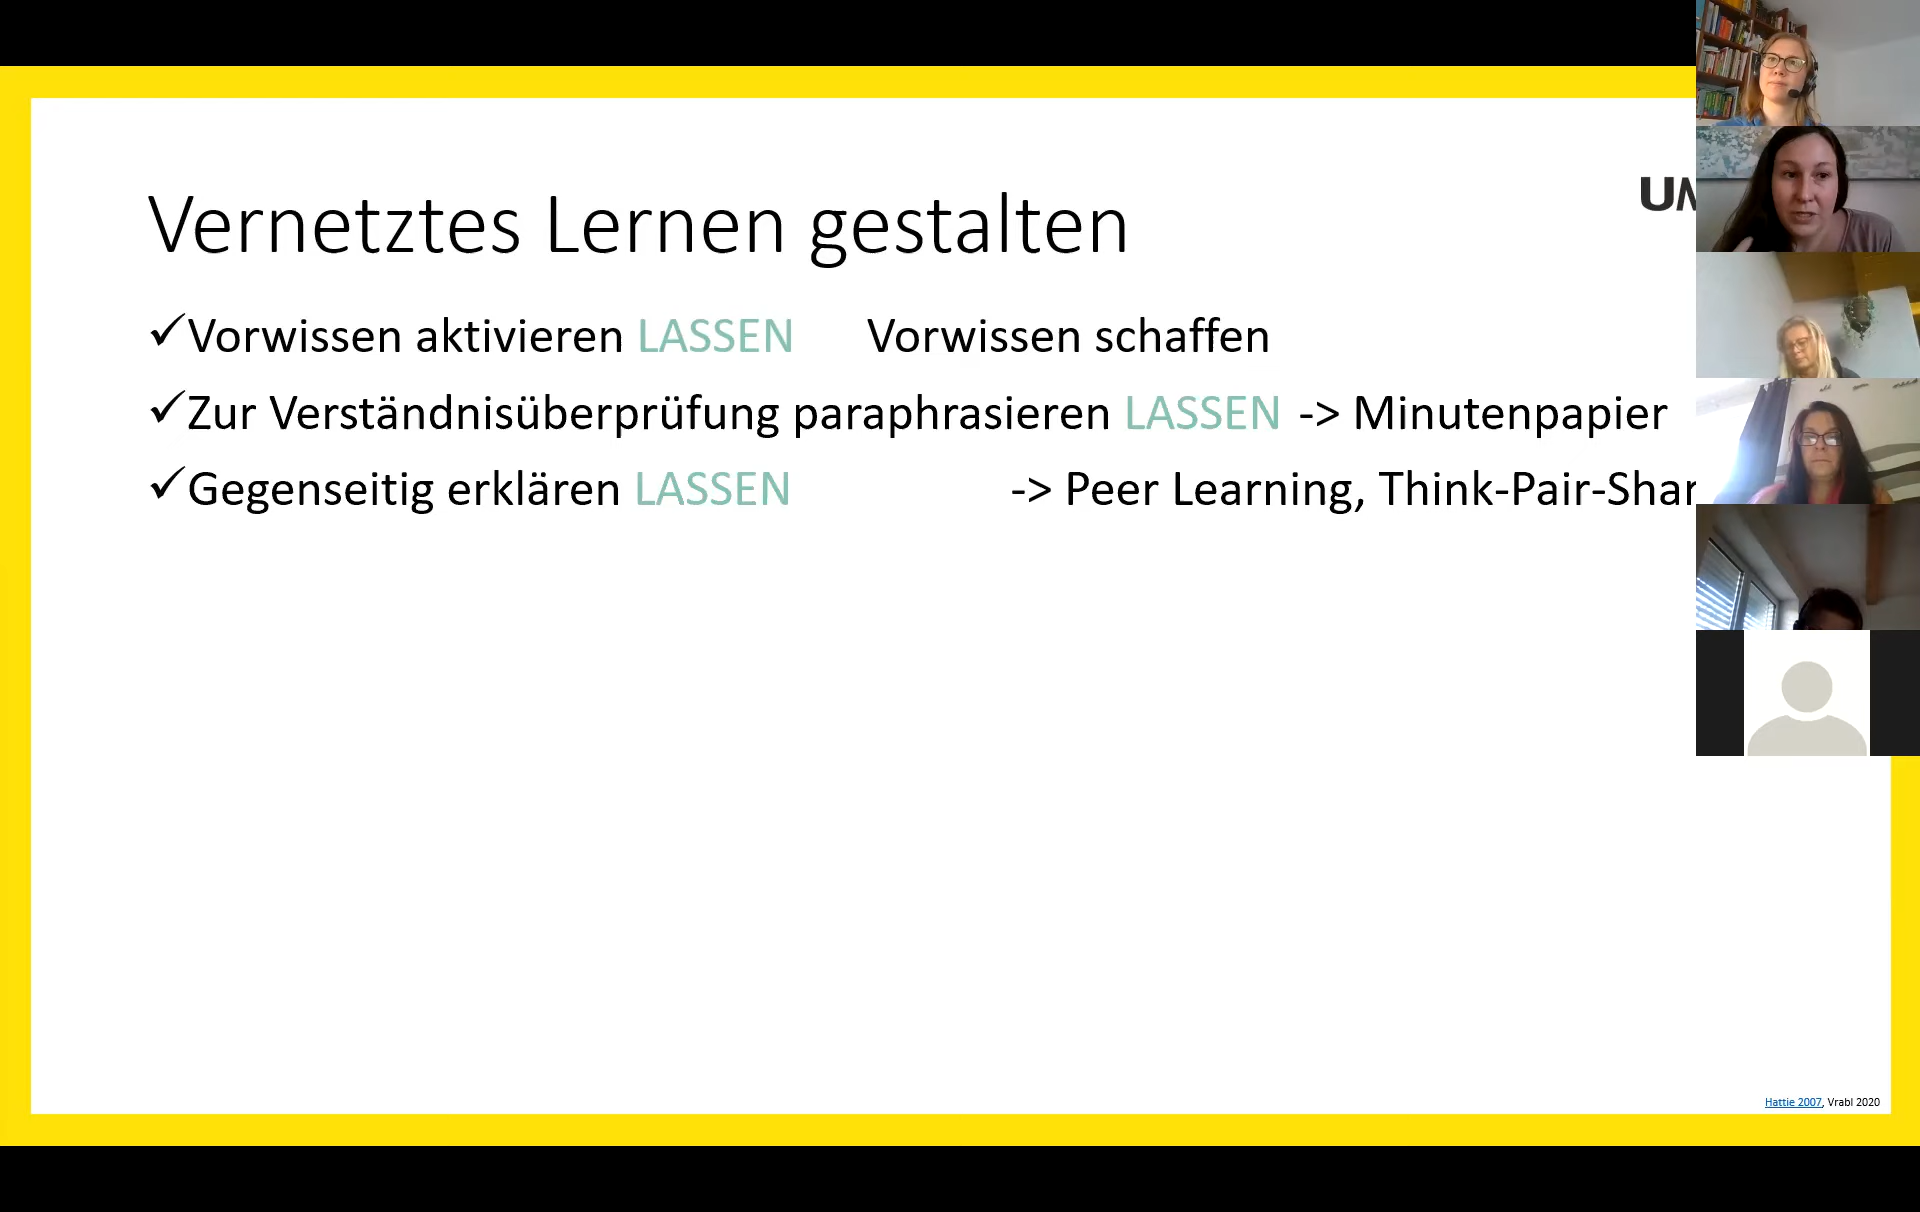 Vernetztes Lernen gestalten
✓Vorwissen aktivieren LASSEN Vorwissen schaffen
✓Zur Verständnisüberprüfung paraphrasieren LASSEN -> Minutenpapier
✓Gegenseitig erklären LASSEN -> Peer Learning, Think-Pair-Shar
Hattie 2007, Vrabl 2020